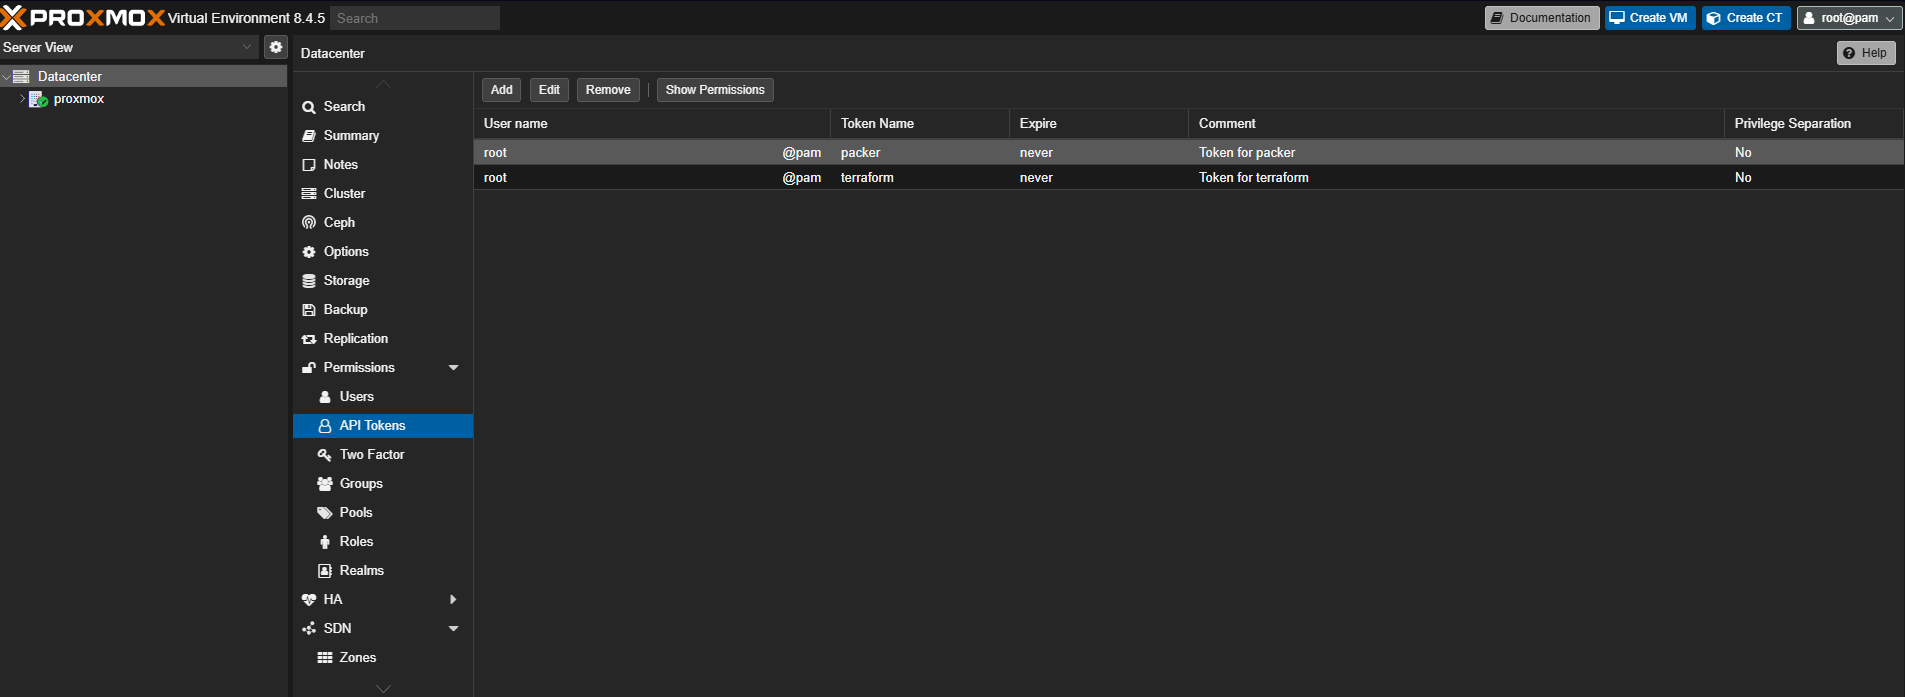 PROXMOX Virtual Environment 8.4.5 Search Documentation Create VM Create CT root@pam
Server View Datacenter Help
Datacenter
proxmox
Search
Summary
Notes
Cluster
Ceph
Options
Storage
Backup
Replication
Permissions
Users
API Tokens
Two Factor
Groups
Pools
Roles
Realms
HA
SDN
Zones
Add Edit Remove Show Permissions
User name Token Name Expire Comment Privilege Separation
root @pam packer never Token for packer No
root @pam terraform never Token for terraform No